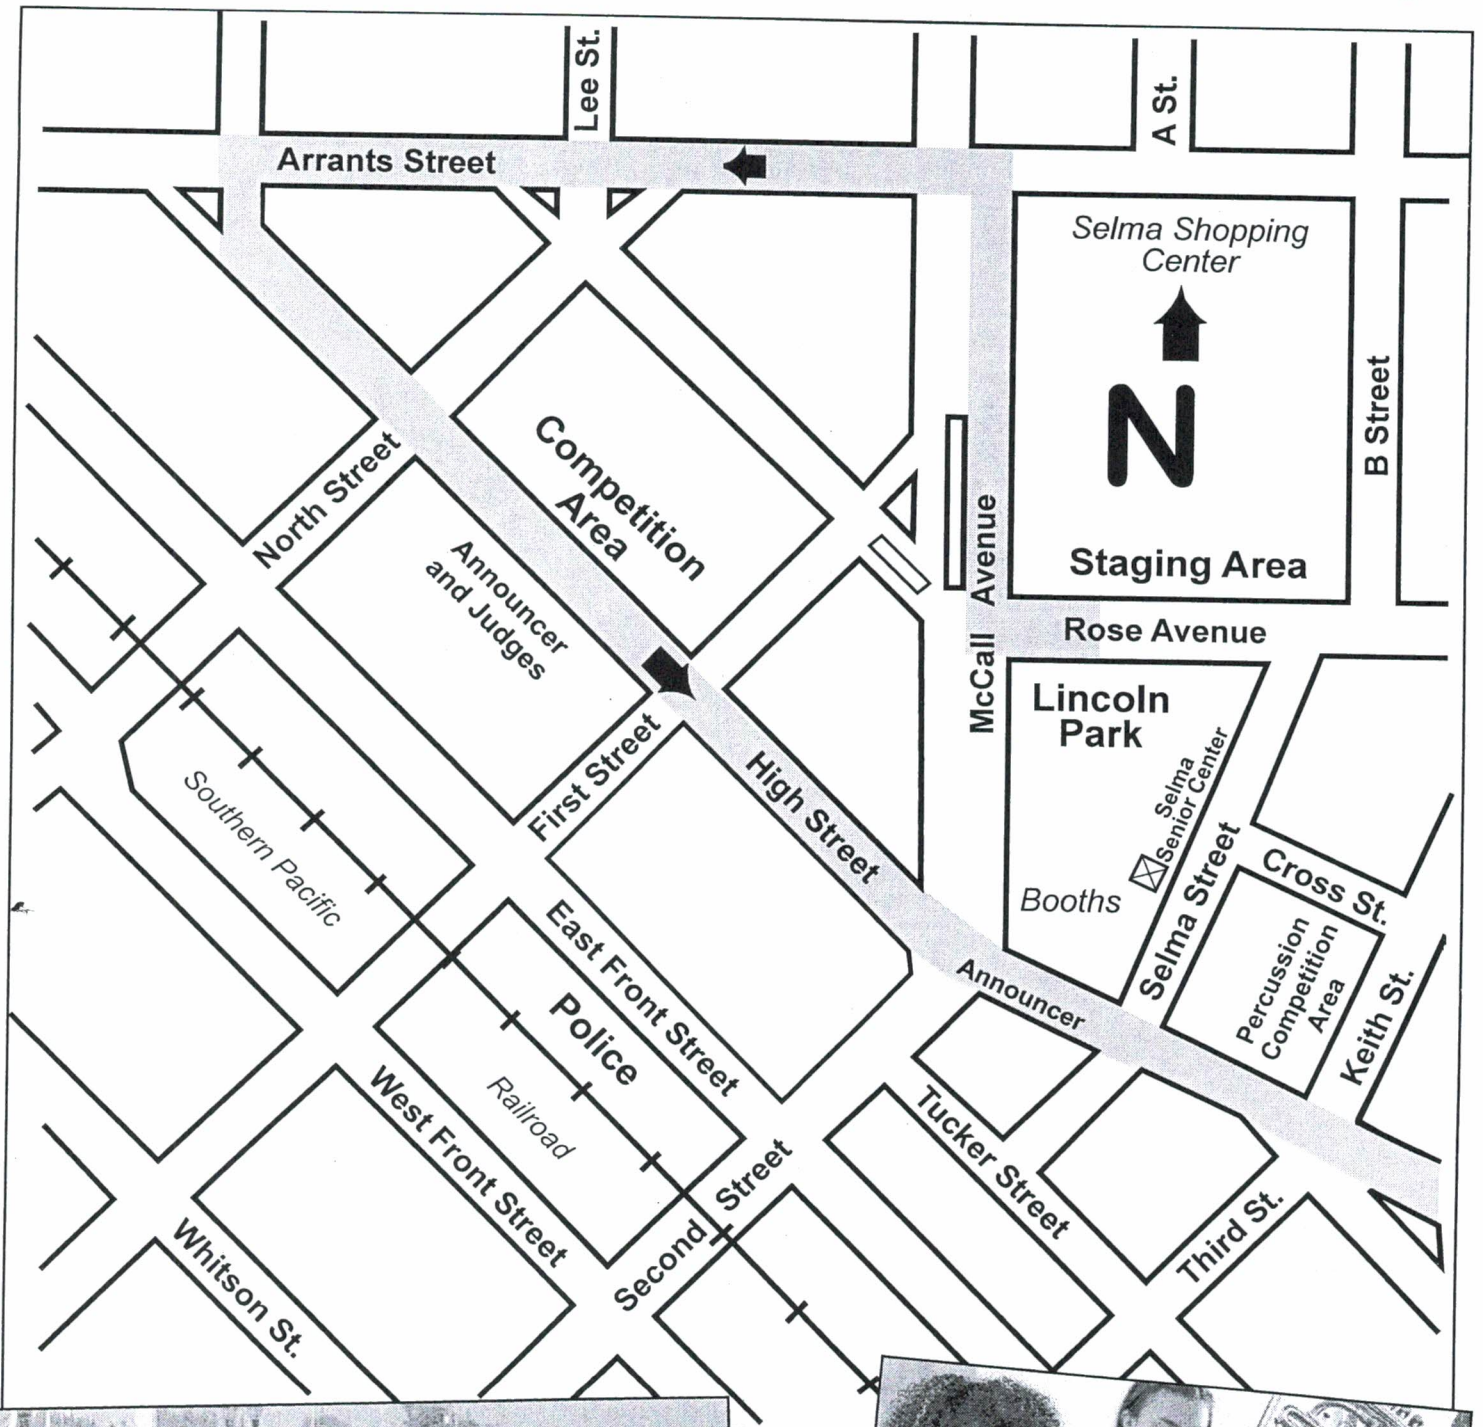 Lee St.
A St.
Arrants Street
Selma Shopping
Center
N
B Street
North Street
Competition
Area
Announcer
and Judges
McCall Avenue
Staging Area
Rose Avenue
Lincoln
Park
Selma
Senior Center
Booths
First Street
High Street
Southern Pacific
East Front Street
Police
Railroad
Announcer
Selma Street
Cross St.
Percussion
Competition
Area
Keith St.
West Front Street
Second Street
Tucker Street
Third St.
Whitson St.